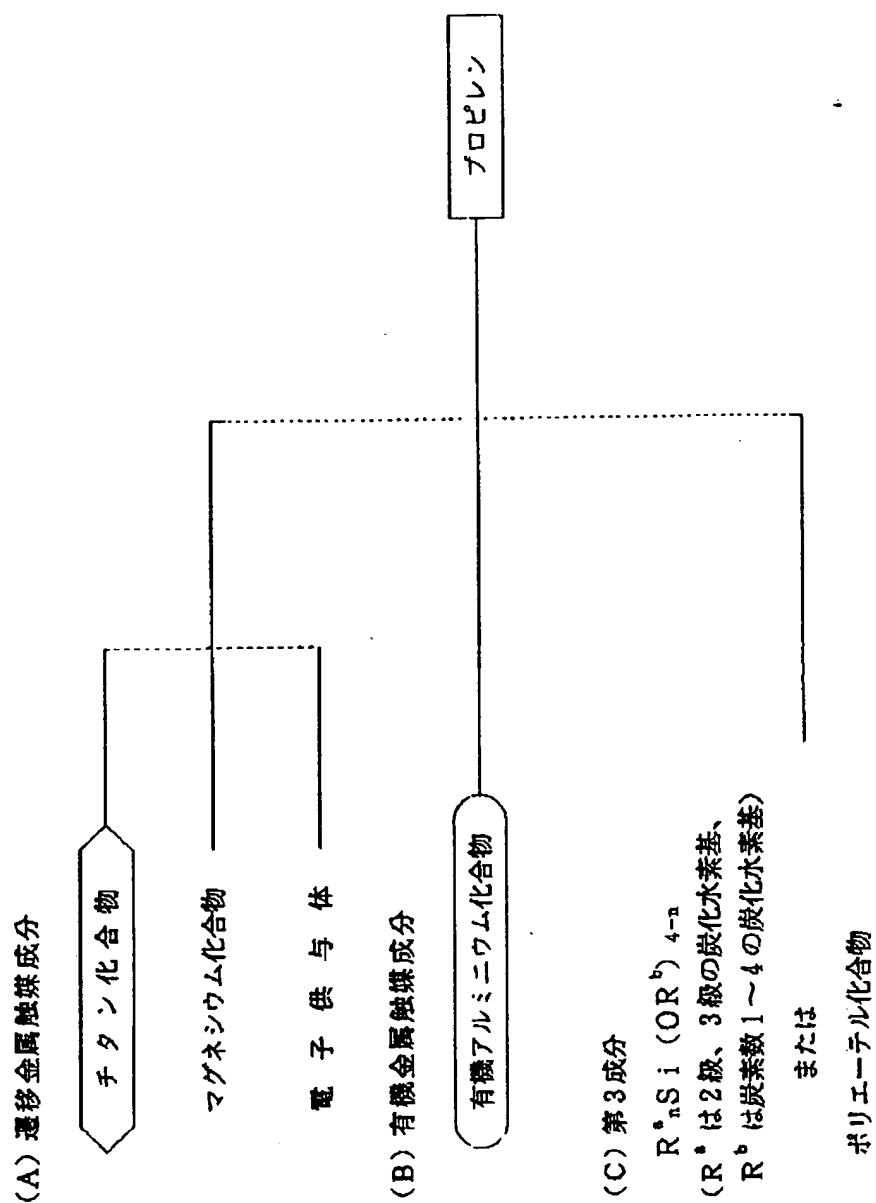 (A) 遷移金属触媒成分
チタン化合物
マグネシウム化合物
電子供与体
(B) 有機金属触媒成分
有機アルミニウム化合物
プロピレン
(C) 第3成分
RᵃₙSi(ORᵇ)₄₋ₙ
(Rᵃは2級、3級の炭化水素基、
Rᵇは炭素数1~4の炭化水素基)
または
ポリエーテル化合物